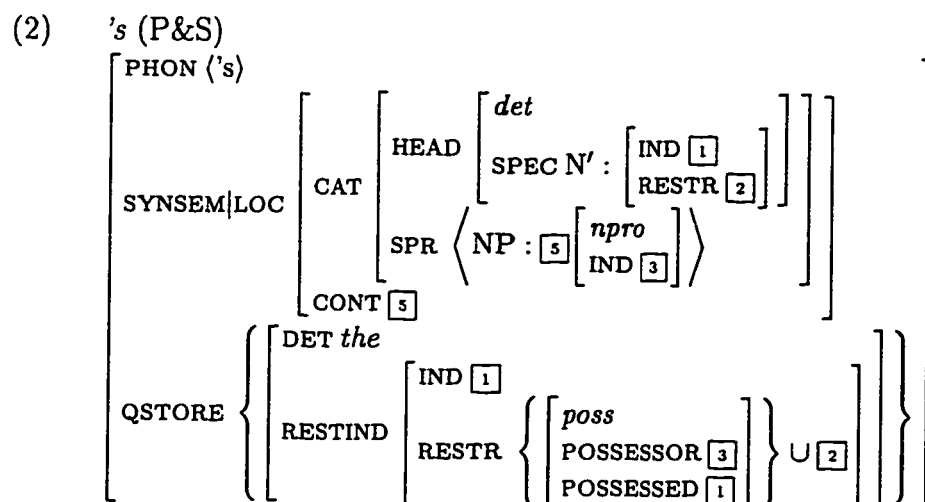 (2) 's (P&S)
PHON ⟨'s⟩
det
HEAD
IND 1
SPEC N′ :
RESTR 2
CAT
SYNSEM|LOC
npro
SPR ⟨ NP : 5 ⟩
IND 3
CONT 5
DET the
IND 1
QSTORE
poss
RESTIND
RESTR { POSSESSOR 3 } ∪ 2
POSSESSED 1